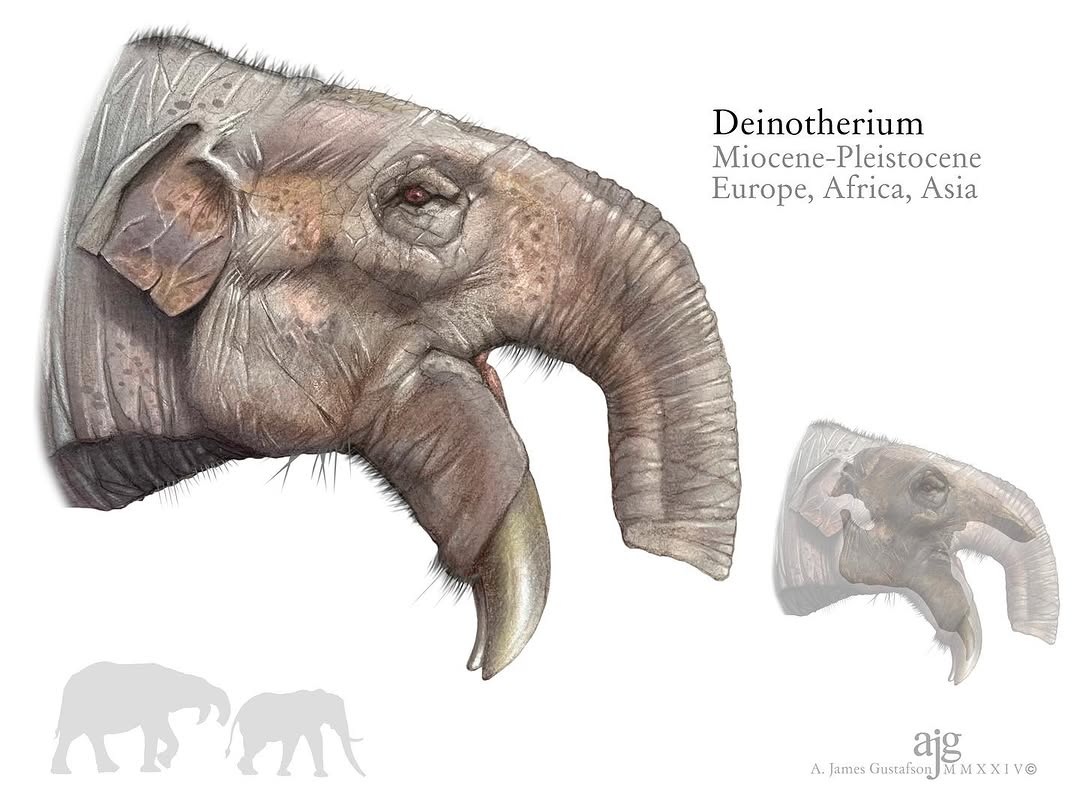 Deinotherium
Miocene-Pleistocene
Europe, Africa, Asia
ajg
A. James Gustafson MMXXIV©